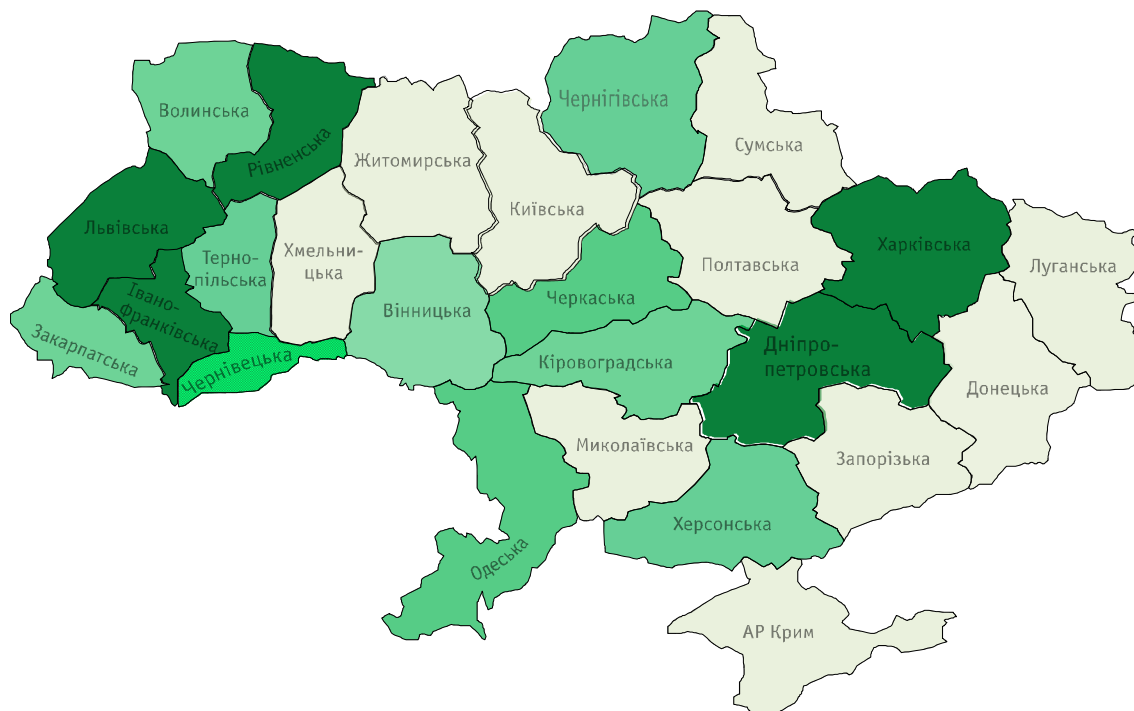 Волинська
Рівненська
Чернігівська
Сумська
Житомирська
Київська
Львівська
Терно-
пільська
Хмельни-
цька
Полтавська
Харківська
Луганська
Івано-
Франківська
Вінницька
Черкаська
Закарпатська
Чернівецька
Кіровоградська
Дніпро-
петровська
Донецька
Миколаївська
Запорізька
Херсонська
Одеська
АР Крим